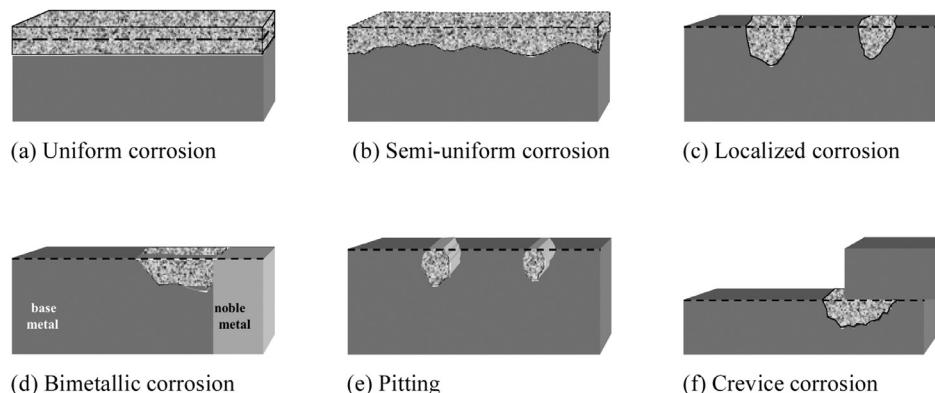 (a) Uniform corrosion
(b) Semi-uniform corrosion
(c) Localized corrosion
base
metal
noble
metal
(d) Bimetallic corrosion
(e) Pitting
(f) Crevice corrosion